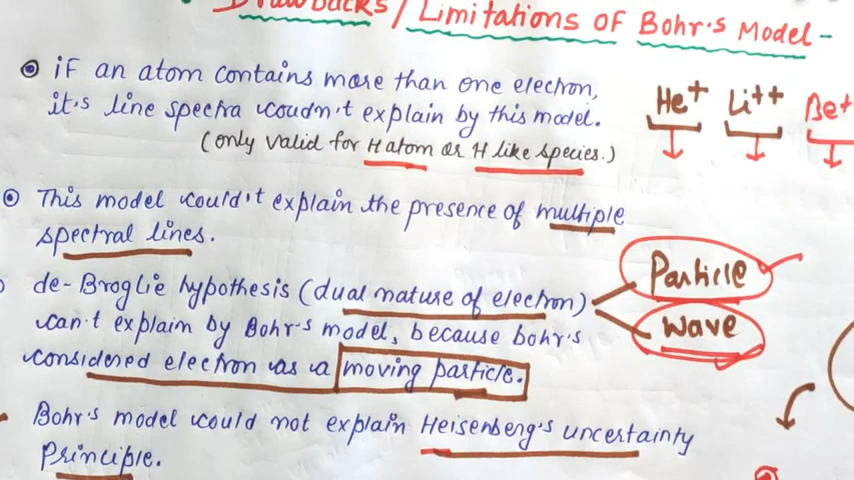 Drawbacks/Limitations of Bohr's Model-
if an atom contains more than one electron,
it's line spectra coudn't explain by this model.
(only valid for H atom or H like species.)
He+ Li++ Be+
This model could't explain the presence of multiple
spectral lines.
de-Broglie hypothesis (dual nature of electron)
can't explain by Bohr's model, because bohr's
considered electron as a moving particle.
Particle
Wave
Bohr's model could not explain Heisenberg's uncertainty
Principle.